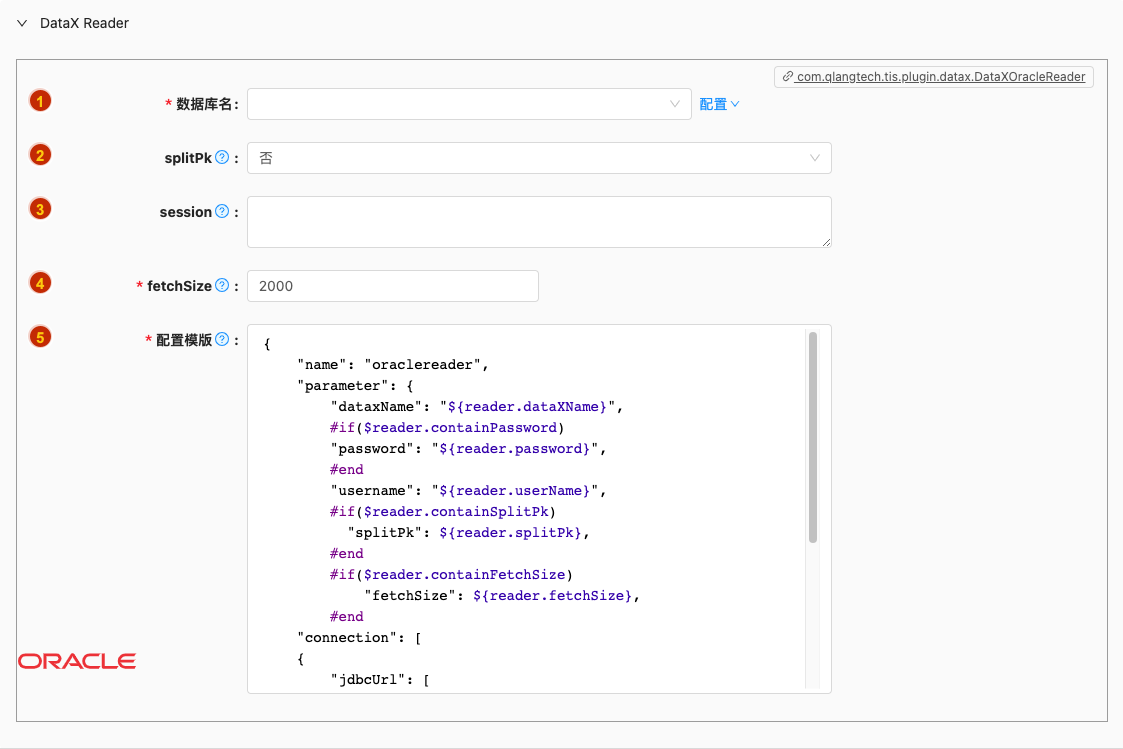 DataX Reader
com.qlangtech.tis.plugin.datax.DataXOracleReader
1 * 数据库名: 配置
2 splitPk ? : 否
3 session ? :
4 * fetchSize ? : 2000
5 * 配置模版 ? :
{
"name": "oraclereader",
"parameter": {
"dataxName": "${reader.dataXName}",
#if($reader.containPassword)
"password": "${reader.password}",
#end
"username": "${reader.userName}",
#if($reader.containSplitPk)
"splitPk": ${reader.splitPk},
#end
#if($reader.containFetchSize)
"fetchSize": ${reader.fetchSize},
#end
"connection": [
{
"jdbcUrl": [
ORACLE